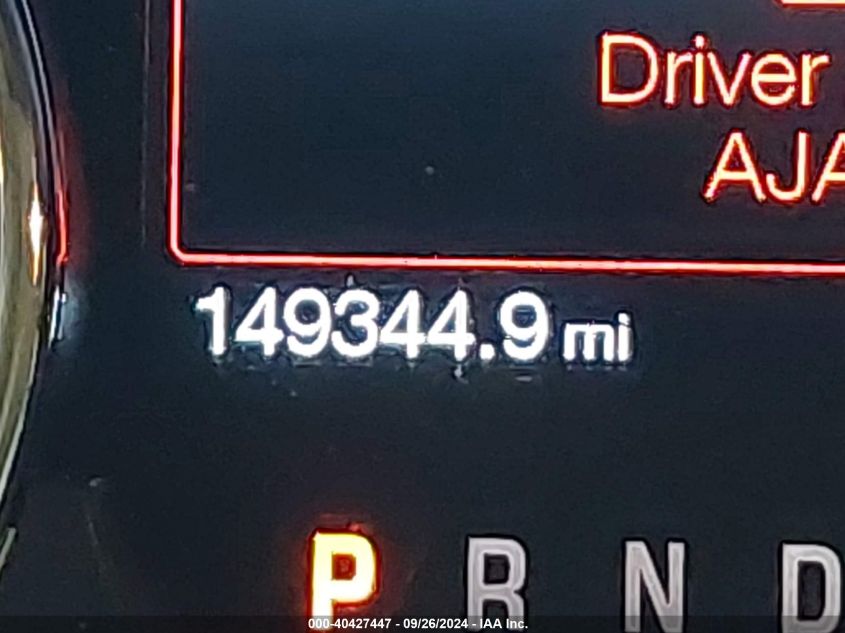 Driver
AJA
149344.9 mi
P R N D
000-40427447 - 09/26/2024 - IAA Inc.